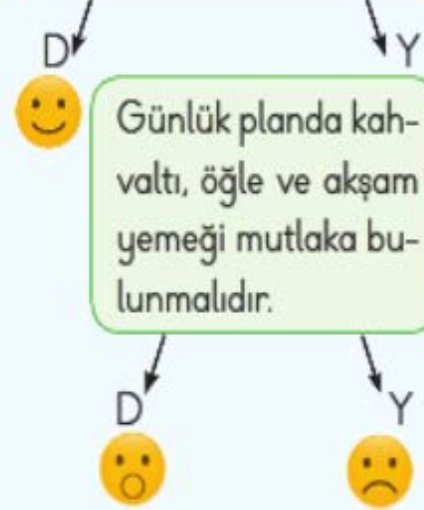 D Y
Günlük planda kah-
valtı, öğle ve akşam
yemeği mutlaka bu-
lunmalıdır.
D Y